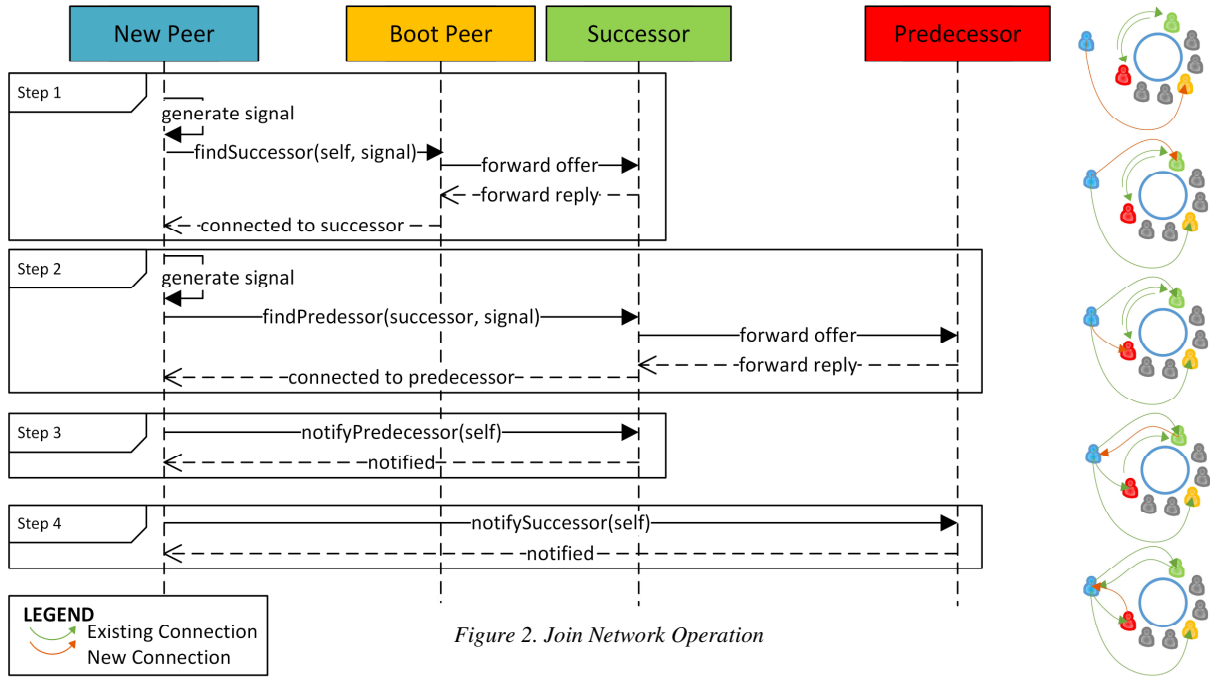 New Peer
Boot Peer
Successor
Predecessor
Step 1
generate signal
findSuccessor(self, signal)
forward offer
forward reply
connected to successor
Step 2
generate signal
findPredessor(successor, signal)
forward offer
forward reply
connected to predecessor
Step 3
notifyPredecessor(self)
notified
Step 4
notifySuccessor(self)
notified
LEGEND
Existing Connection
New Connection
Figure 2. Join Network Operation